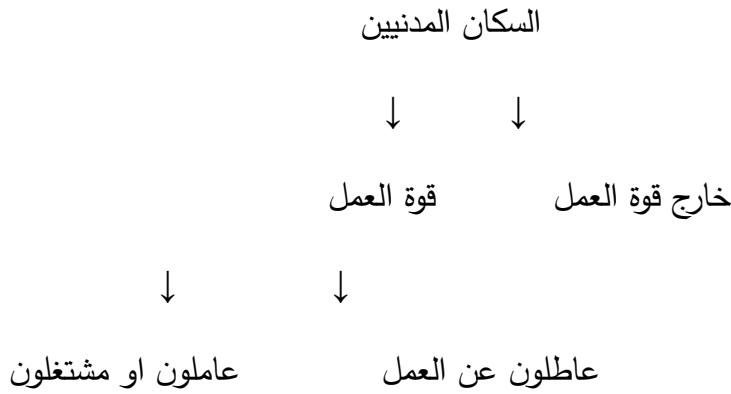 السكان المدنيين
↓ ↓
خارج قوة العمل قوة العمل
↓ ↓
عاطلون عن العمل عاملون او مشتغلون